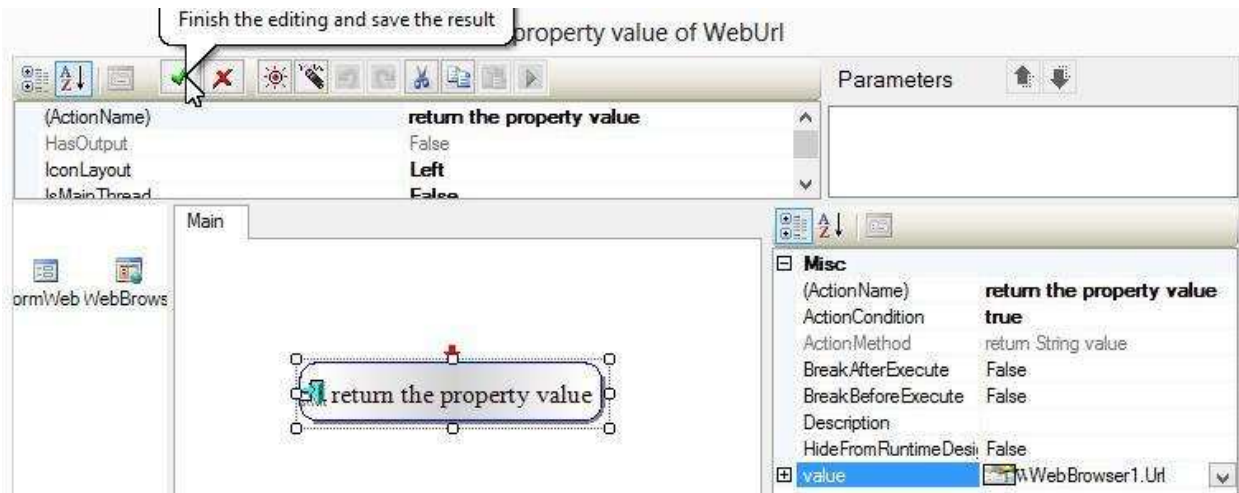 Finish the editing and save the result
property value of WebUrl
Parameters
(ActionName) return the property value
HasOutput False
IconLayout Left
IsMainThread False
Main
ormWeb WebBrows
return the property value
Misc
(ActionName) return the property value
ActionCondition true
ActionMethod return String value
BreakAfterExecute False
BreakBeforeExecute False
Description
HideFromRuntimeDesi False
value WebBrowser1.Url